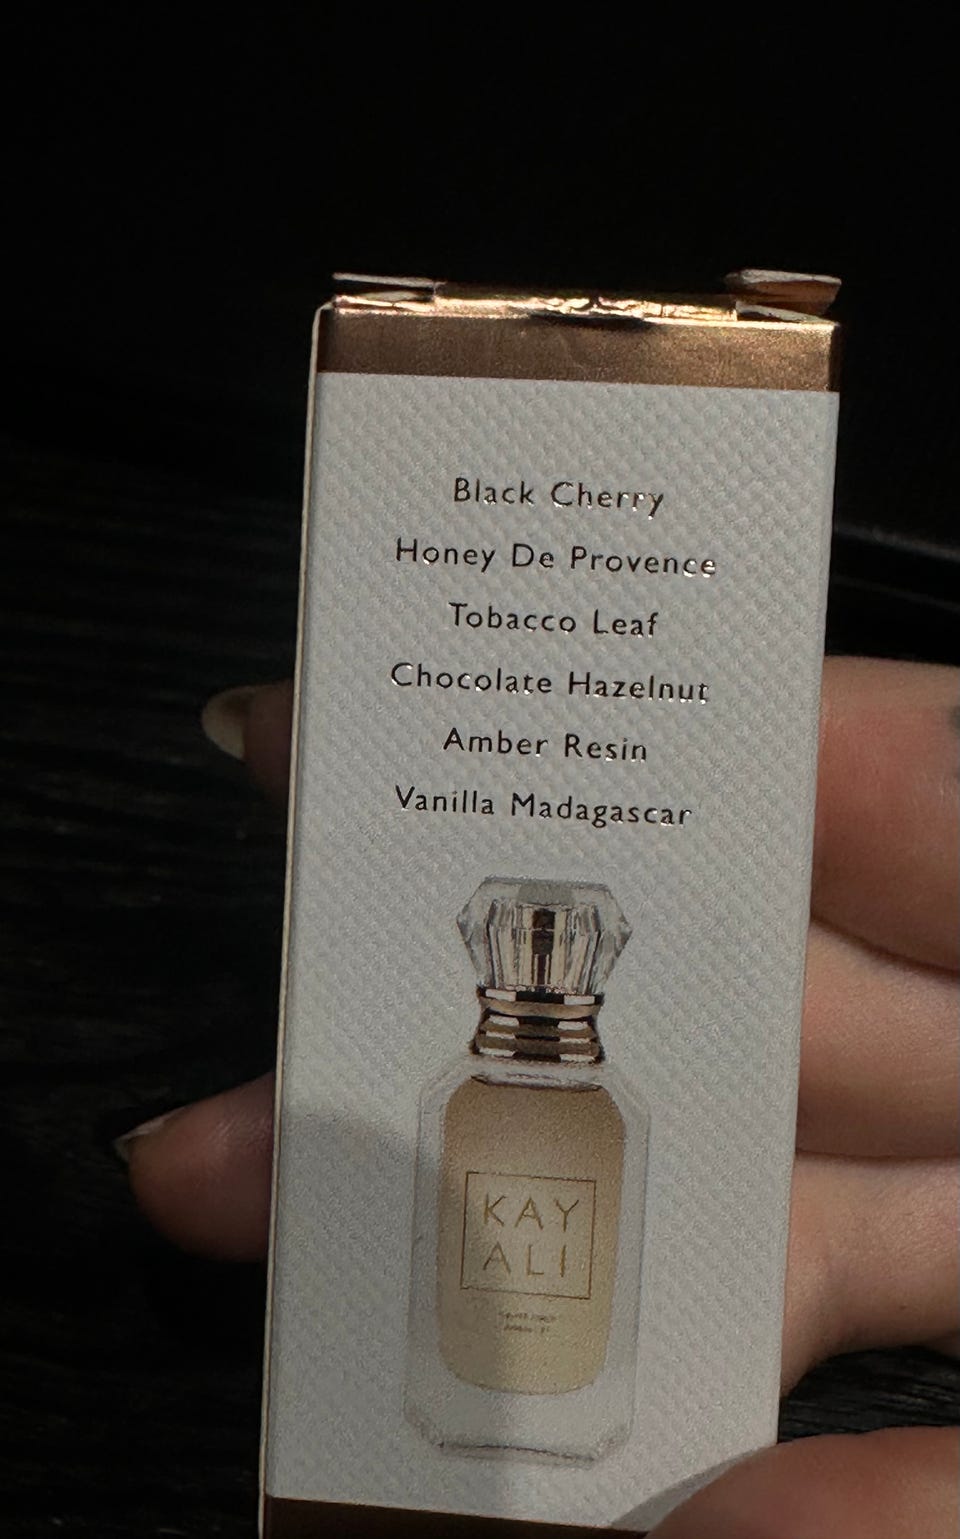 Black Cherry
Honey De Provence
Tobacco Leaf
Chocolate Hazelnut
Amber Resin
Vanilla Madagascar
KAY
ALI